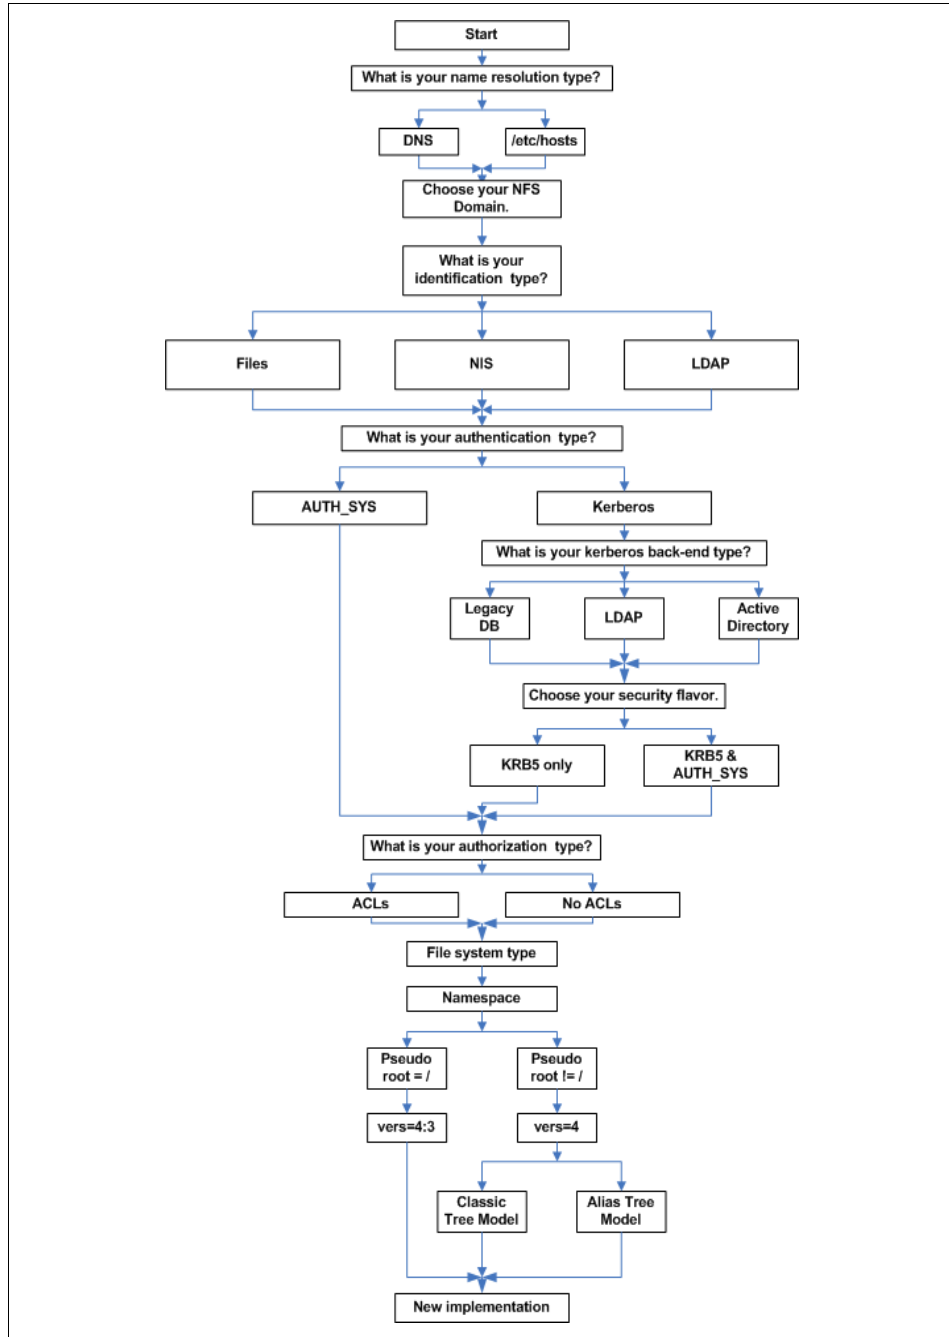 Start
What is your name resolution type?
DNS
/etc/hosts
Choose your NFS
Domain.
What is your
identification type?
Files
NIS
LDAP
What is your authentication type?
AUTH_SYS
Kerberos
What is your kerberos back-end type?
Legacy
DB
LDAP
Active
Directory
Choose your security flavor.
KRB5 only
KRB5 &
AUTH_SYS
What is your authorization type?
ACLs
No ACLs
File system type
Namespace
Pseudo
root = /
Pseudo
root != /
vers=4:3
vers=4
Classic
Tree Model
Alias Tree
Model
New implementation